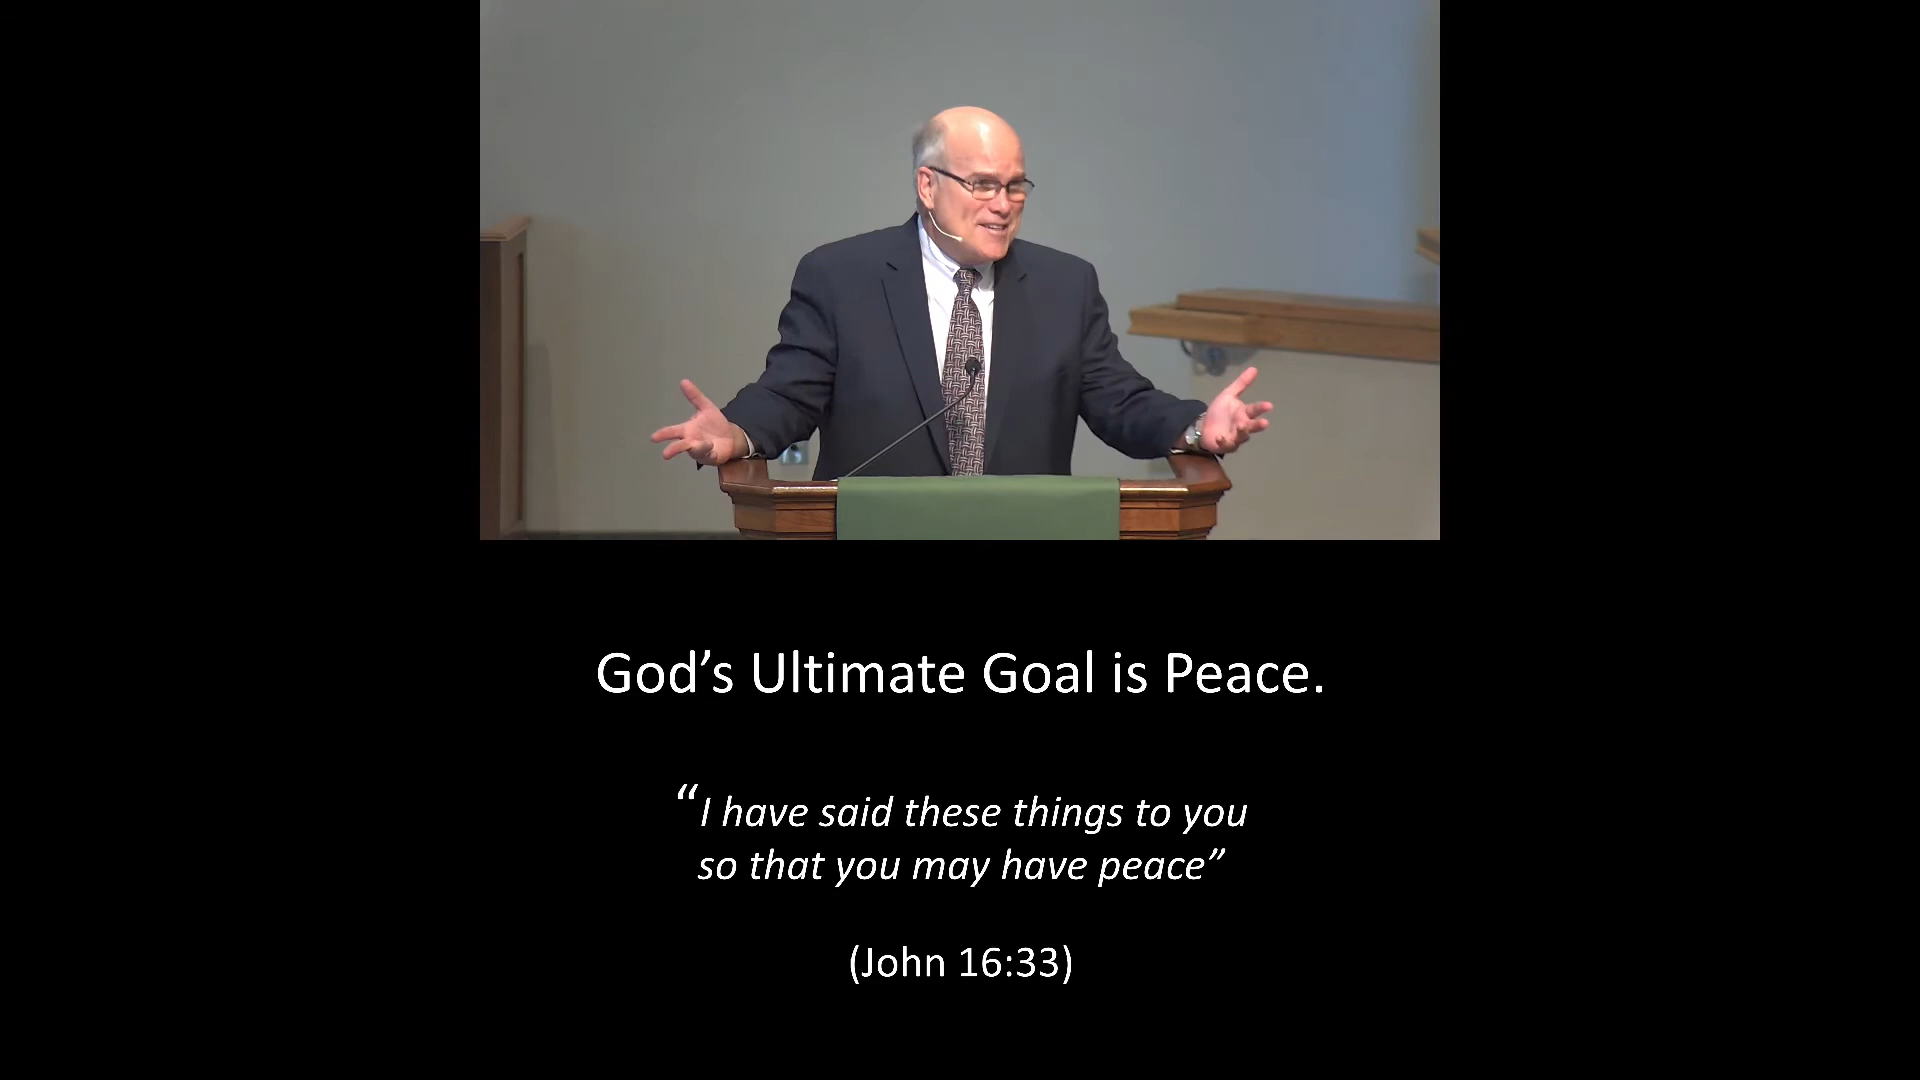 God’s Ultimate Goal is Peace.
“I have said these things to you
so that you may have peace”
(John 16:33)